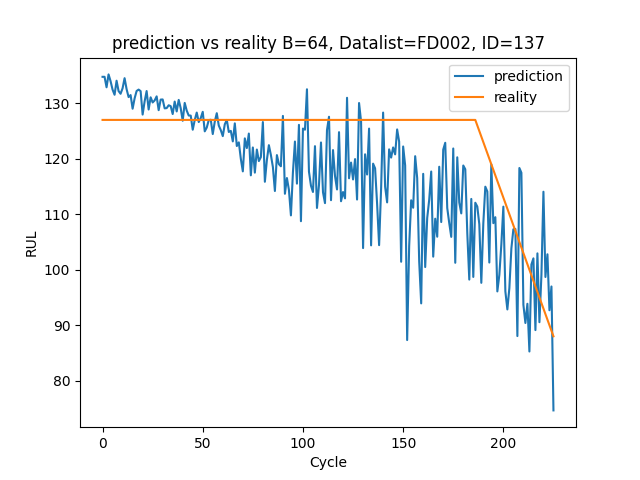 prediction vs reality B=64, Datalist=FD002, ID=137
prediction
reality
130
120
110
100
90
80
RUL
0
50
100
150
200
Cycle